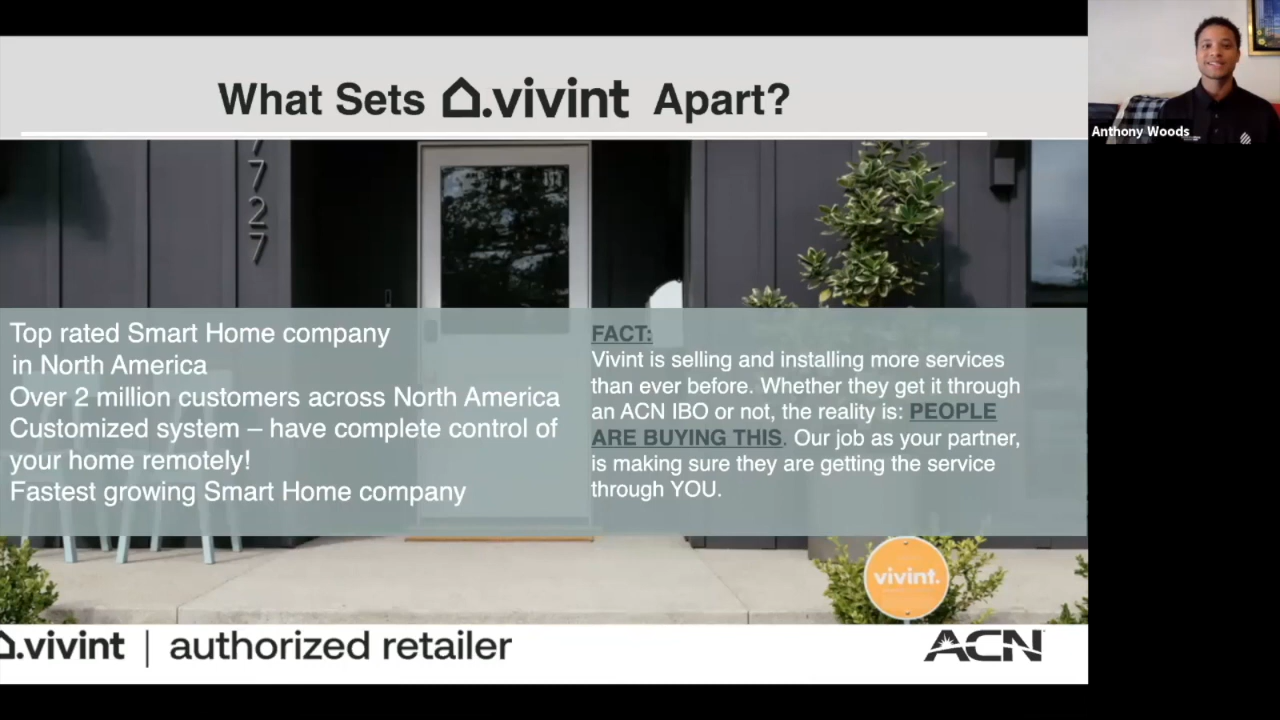 What Sets vivint Apart?
Anthony Woods
7727
Top rated Smart Home company
in North America
Over 2 million customers across North America
Customized system – have complete control of
your home remotely!
Fastest growing Smart Home company
FACT:
Vivint is selling and installing more services
than ever before. Whether they get it through
an ACN IBO or not, the reality is: PEOPLE
ARE BUYING THIS. Our job as your partner,
is making sure they are getting the service
through YOU.
vivint.
vivint | authorized retailer
ACN